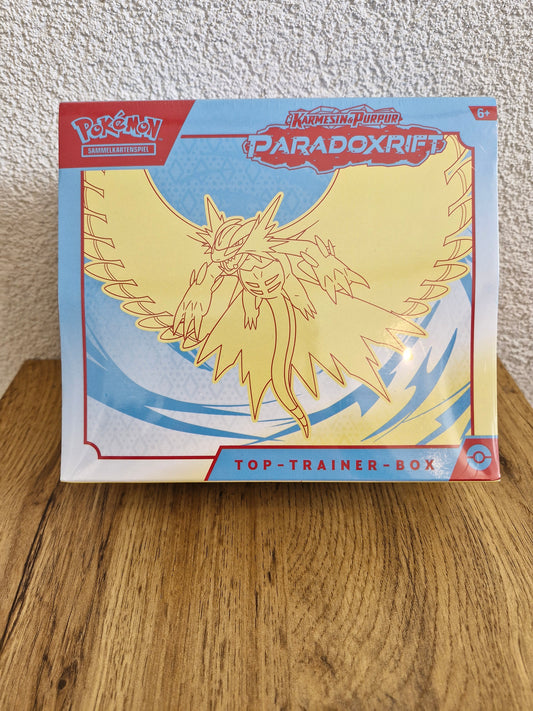 Pokémon
SAMMELKARTENSPIEL
KARMESIN & PURPUR
PARADOXRIFT
6+
TOP-TRAINER-BOX